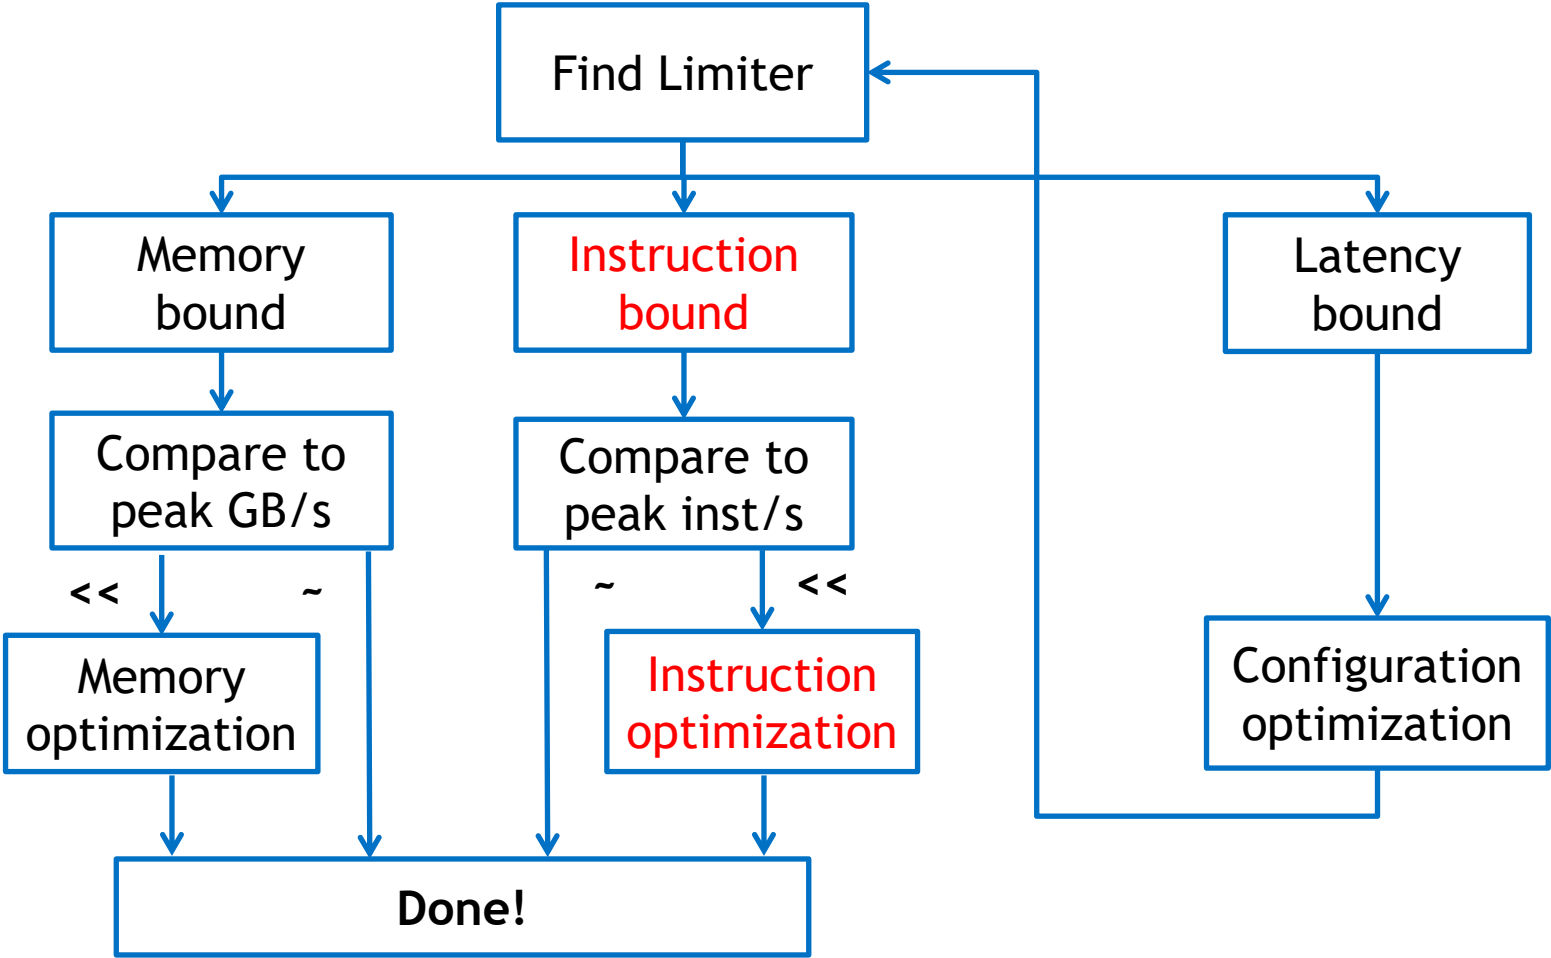 Find Limiter
Memory
bound
Instruction
bound
Latency
bound
Compare to
peak GB/s
Compare to
peak inst/s
<<
~
~
<<
Memory
optimization
Instruction
optimization
Configuration
optimization
Done!